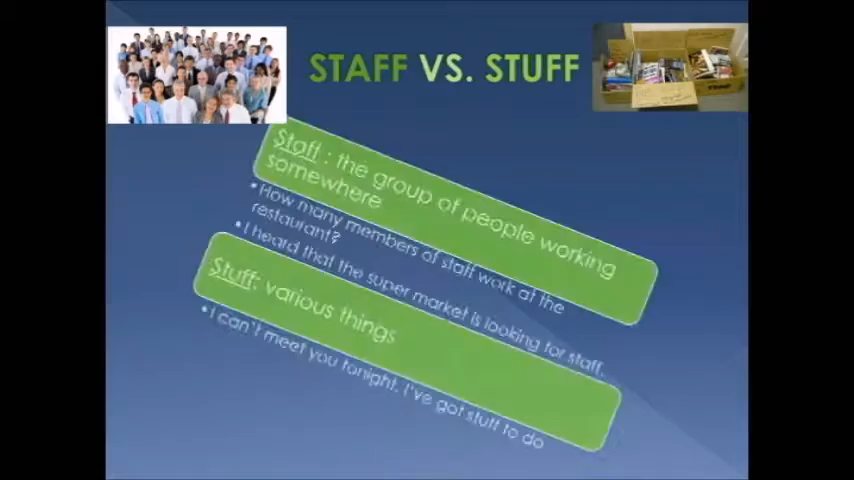 STAFF VS. STUFF
Staff : the group of people working
somewhere
•How many members of staff work at the
restaurant?
•I heard that the super market is looking for staff.
Stuff: various things
•I can't meet you tonight. I've got stuff to do